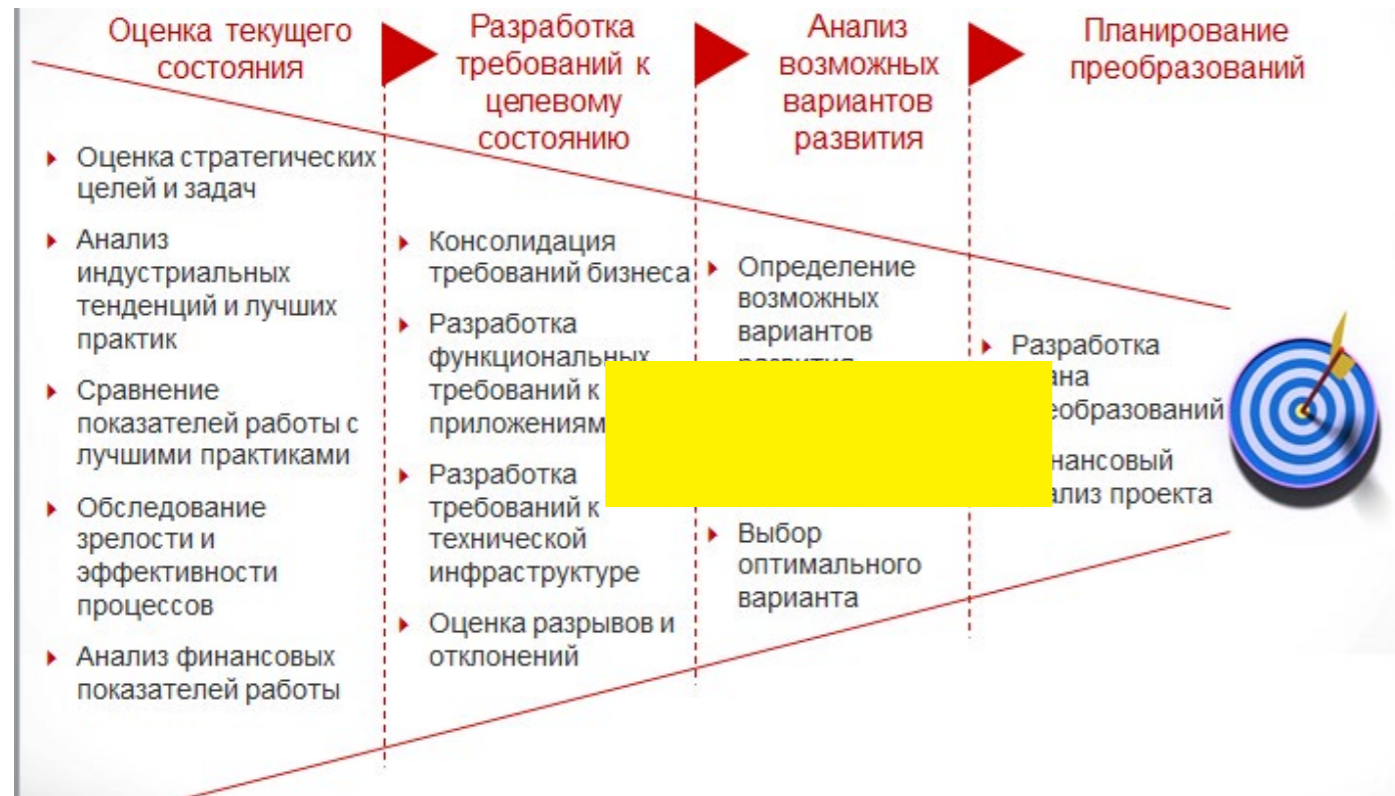 Оценка текущего
состояния
Разработка
требований к
целевому
состоянию
Анализ
возможных
вариантов
развития
Планирование
преобразований
Оценка стратегических
целей и задач
Анализ
индустриальных
тенденций и лучших
практик
Сравнение
показателей работы с
лучшими практиками
Обследование
зрелости и
эффективности
процессов
Анализ финансовых
показателей работы
Консолидация
требований бизнеса
Разработка
функциональных
требований к
приложениям
Разработка
требований к
технической
инфраструктуре
Оценка разрывов и
отклонений
Определение
возможных
вариантов
Выбор
оптимального
варианта
Разработка
проекта